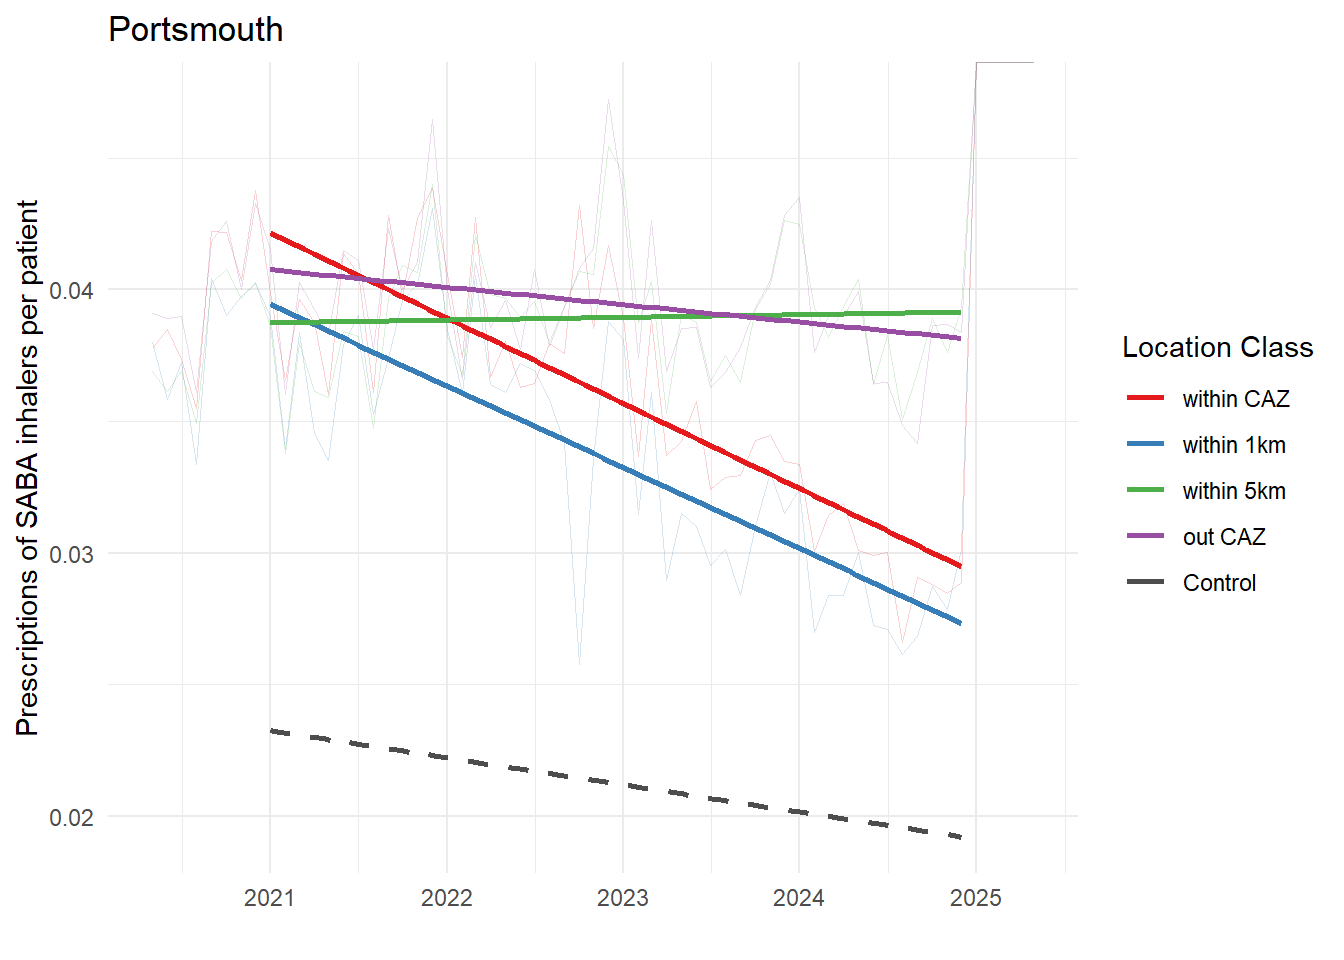 Portsmouth
Prescriptions of SABA inhalers per patient
0.04
0.03
0.02
2021
2022
2023
2024
2025
Location Class
within CAZ
within 1km
within 5km
out CAZ
Control